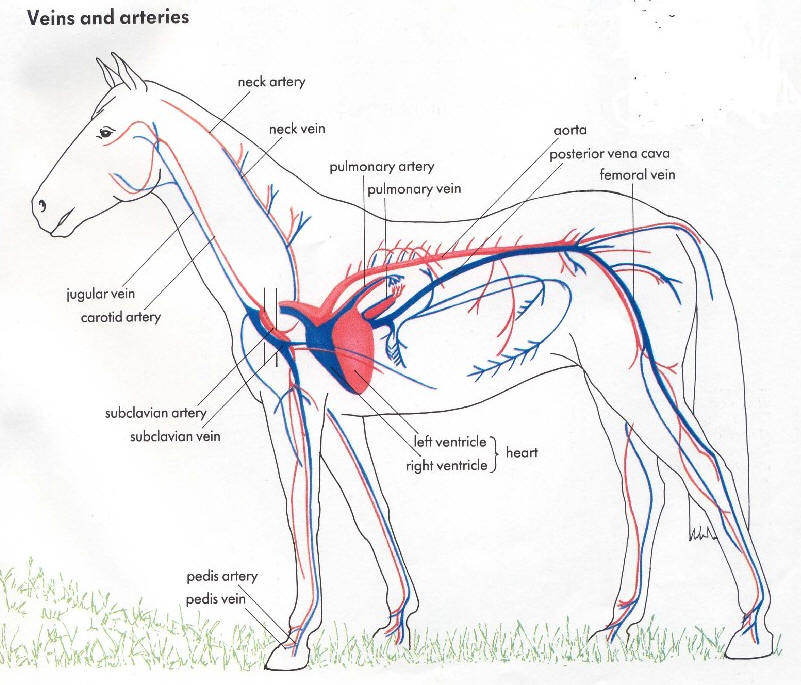 Veins and arteries
neck artery
neck vein
aorta
posterior vena cava
femoral vein
pulmonary artery
pulmonary vein
jugular vein
carotid artery
subclavian artery
subclavian vein
left ventricle
right ventricle
heart
pedis artery
pedis vein